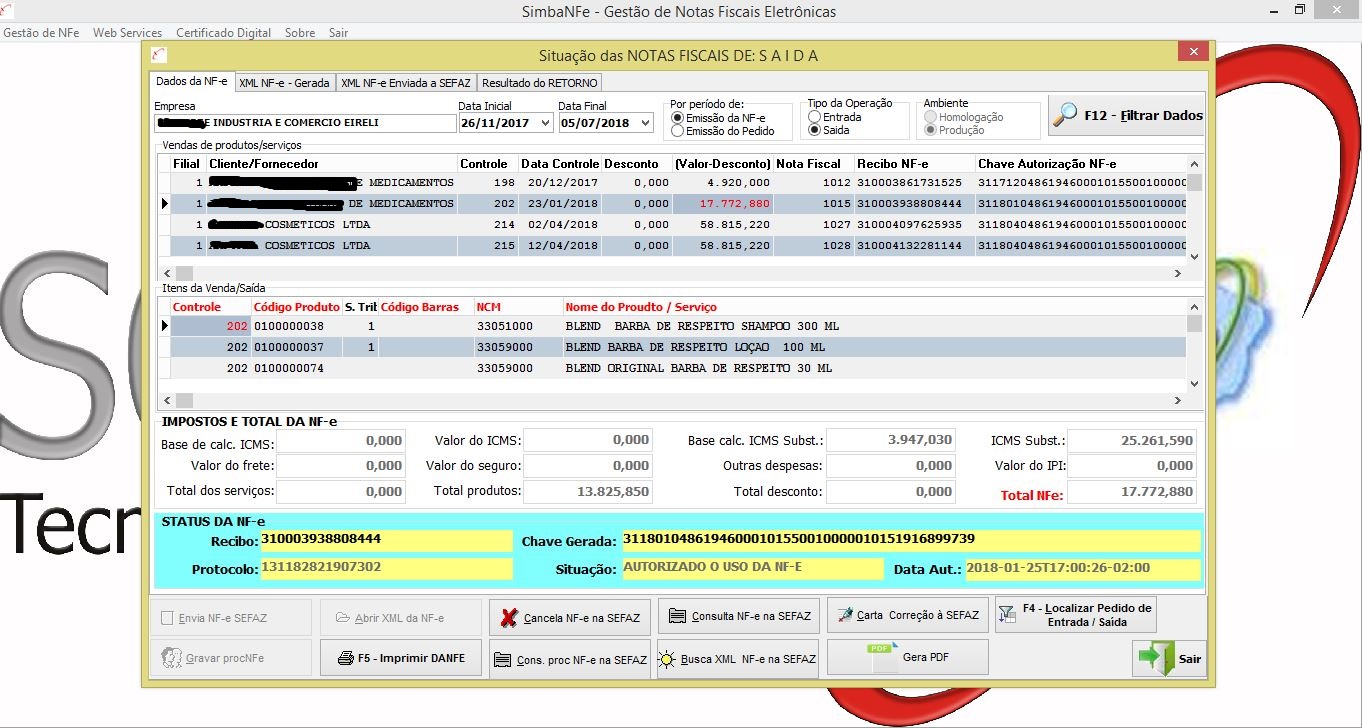 SimbaNFe - Gestão de Notas Fiscais Eletrônicas
Gestão de NFe Web Services Certificado Digital Sobre Sair
Situação das NOTAS FISCAIS DE: S A I D A
Dados da NF-e XML NF-e - Gerada XML NF-e Enviada a SEFAZ Resultado do RETORNO
Empresa Data Inicial Data Final Por período de: Tipo da Operação Ambiente
E INDUSTRIA E COMERCIO EIRELI 26/11/2017 05/07/2018 Emissão da NF-e Entrada Homologação F12 - Filtrar Dados
Emissão do Pedido Saida Produção
Vendas de produtos/serviços
Filial Cliente/Fornecedor Controle Data Controle Desconto (Valor-Desconto) Nota Fiscal Recibo NF-e Chave Autorização NF-e
1 E MEDICAMENTOS 198 20/12/2017 0,000 4.920,000 1012 310003861731525 311712048619460001015500100000
1 DE MEDICAMENTOS 202 23/01/2018 0,000 17.772,880 1015 310003938808444 311801048619460001015500100000
1 COSMETICOS LTDA 214 02/04/2018 0,000 58.815,220 1027 310004097625935 311804048619460001015500100000
1 COSMETICOS LTDA 215 12/04/2018 0,000 58.815,220 1028 310004132281144 311804048619460001015500100000
Itens da Venda/Saída
Controle Código Produto S. Trib Código Barras NCM Nome do Proudto / Serviço
202 0100000038 1 33051000 BLEND BARBA DE RESPEITO SHAMPOO 300 ML
202 0100000037 1 33059000 BLEND BARBA DE RESPEITO LOÇAO 100 ML
202 0100000074 33059000 BLEND ORIGINAL BARBA DE RESPEITO 30 ML
IMPOSTOS E TOTAL DA NF-e
Base de calc. ICMS: 0,000 Valor do ICMS: 0,000 Base calc. ICMS Subst.: 3.947,030 ICMS Subst.: 25.261,590
Valor do frete: 0,000 Valor do seguro: 0,000 Outras despesas: 0,000 Valor do IPI: 0,000
Total dos serviços: 0,000 Total produtos: 13.825,850 Total desconto: 0,000 Total NFe: 17.772,880
Tecn
STATUS DA NF-e
Recibo: 310003938808444 Chave Gerada: 31180104861946000101550010000010151916899739
Protocolo: 131182821907302 Situação: AUTORIZADO O USO DA NF-E Data Aut.: 2018-01-25T17:00:26-02:00
Envia NF-e SEFAZ Abrir XML da NF-e Cancela NF-e na SEFAZ Consulta NF-e na SEFAZ Carta Correção à SEFAZ F4 - Localizar Pedido de Entrada / Saída
Gravar procNFe F5 - Imprimir DANFE Cons. proc NF-e na SEFAZ Busca XML NF-e na SEFAZ PDF Gera PDF Sair